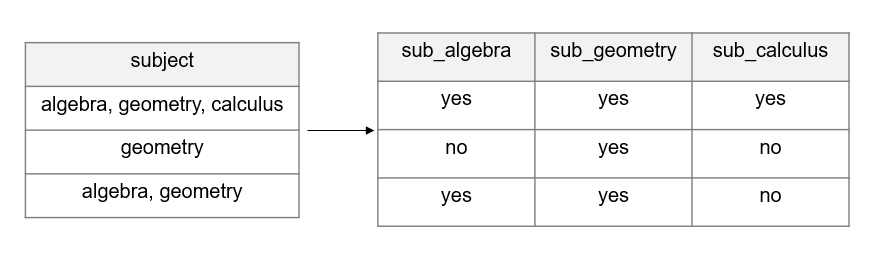 subject
algebra, geometry, calculus
geometry
algebra, geometry
sub_algebra sub_geometry sub_calculus
yes yes yes
no yes no
yes yes no